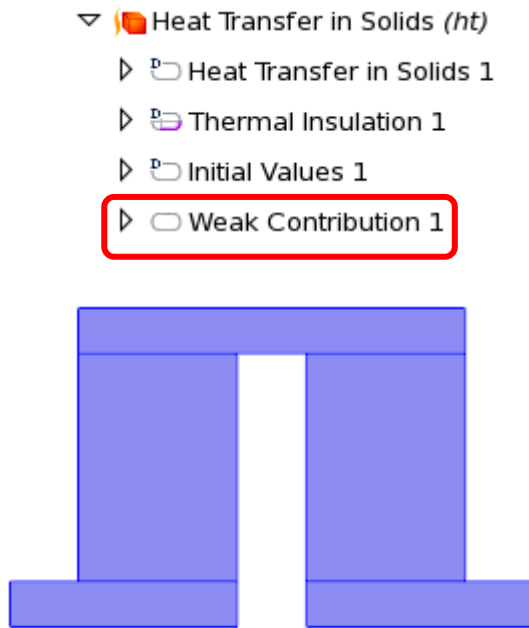 Heat Transfer in Solids (ht)
D Heat Transfer in Solids 1
D Thermal Insulation 1
D Initial Values 1
Weak Contribution 1